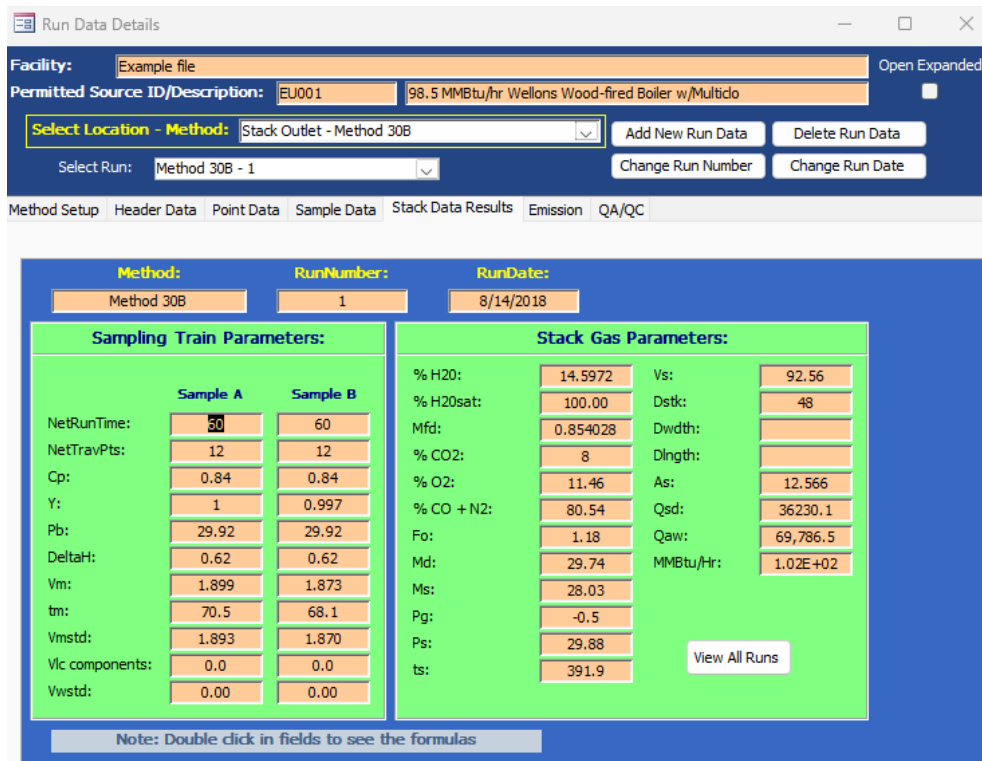 Run Data Details
Facility: Example file Open Expanded
Permitted Source ID/Description: EU001 98.5 MMBtu/hr Wellons Wood-fired Boiler w/Multiclo
Select Location - Method: Stack Outlet - Method 30B Add New Run Data Delete Run Data
Select Run: Method 30B - 1 Change Run Number Change Run Date
Method Setup Header Data Point Data Sample Data Stack Data Results Emission QA/QC
Method: RunNumber: RunDate:
Method 30B 1 8/14/2018
Sampling Train Parameters:
Sample A Sample B
NetRunTime: 60 60
NetTravPts: 12 12
Cp: 0.84 0.84
Y: 1 0.997
Pb: 29.92 29.92
DeltaH: 0.62 0.62
Vm: 1.899 1.873
tm: 70.5 68.1
Vmstd: 1.893 1.870
Vlc components: 0.0 0.0
Vwstd: 0.00 0.00
Stack Gas Parameters:
% H20: 14.5972 Vs: 92.56
% H20sat: 100.00 Dstk: 48
Mfd: 0.854028 Dwdth:
% CO2: 8 Dlngth:
% O2: 11.46 As: 12.566
% CO + N2: 80.54 Qsd: 36230.1
Fo: 1.18 Qaw: 69,786.5
Md: 29.74 MMBtu/Hr: 1.02E+02
Ms: 28.03
Pg: -0.5
Ps: 29.88
ts: 391.9
View All Runs
Note: Double click in fields to see the formulas